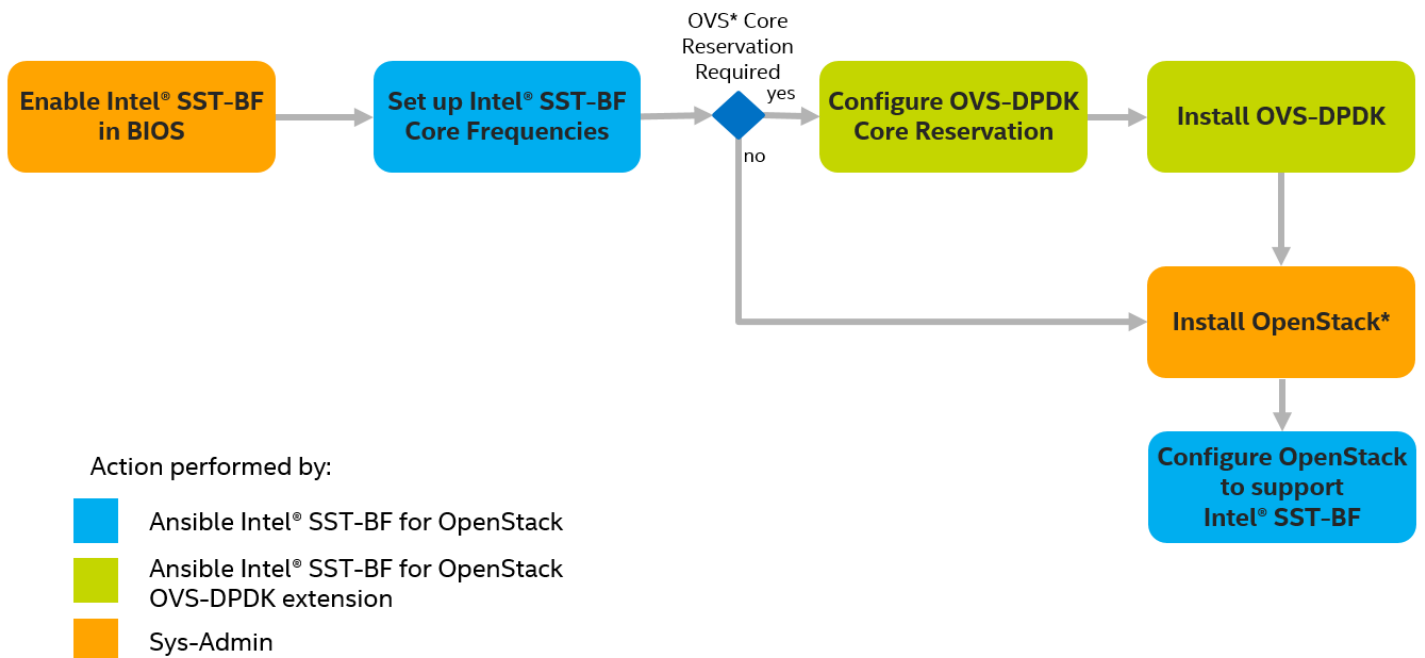 OVS* Core
Reservation
Required
Enable Intel® SST-BF
in BIOS
Set up Intel® SST-BF
Core Frequencies
yes
no
Configure OVS-DPDK
Core Reservation
Install OVS-DPDK
Install OpenStack*
Configure OpenStack
to support
Intel® SST-BF
Action performed by:
Ansible Intel® SST-BF for OpenStack
Ansible Intel® SST-BF for OpenStack
OVS-DPDK extension
Sys-Admin